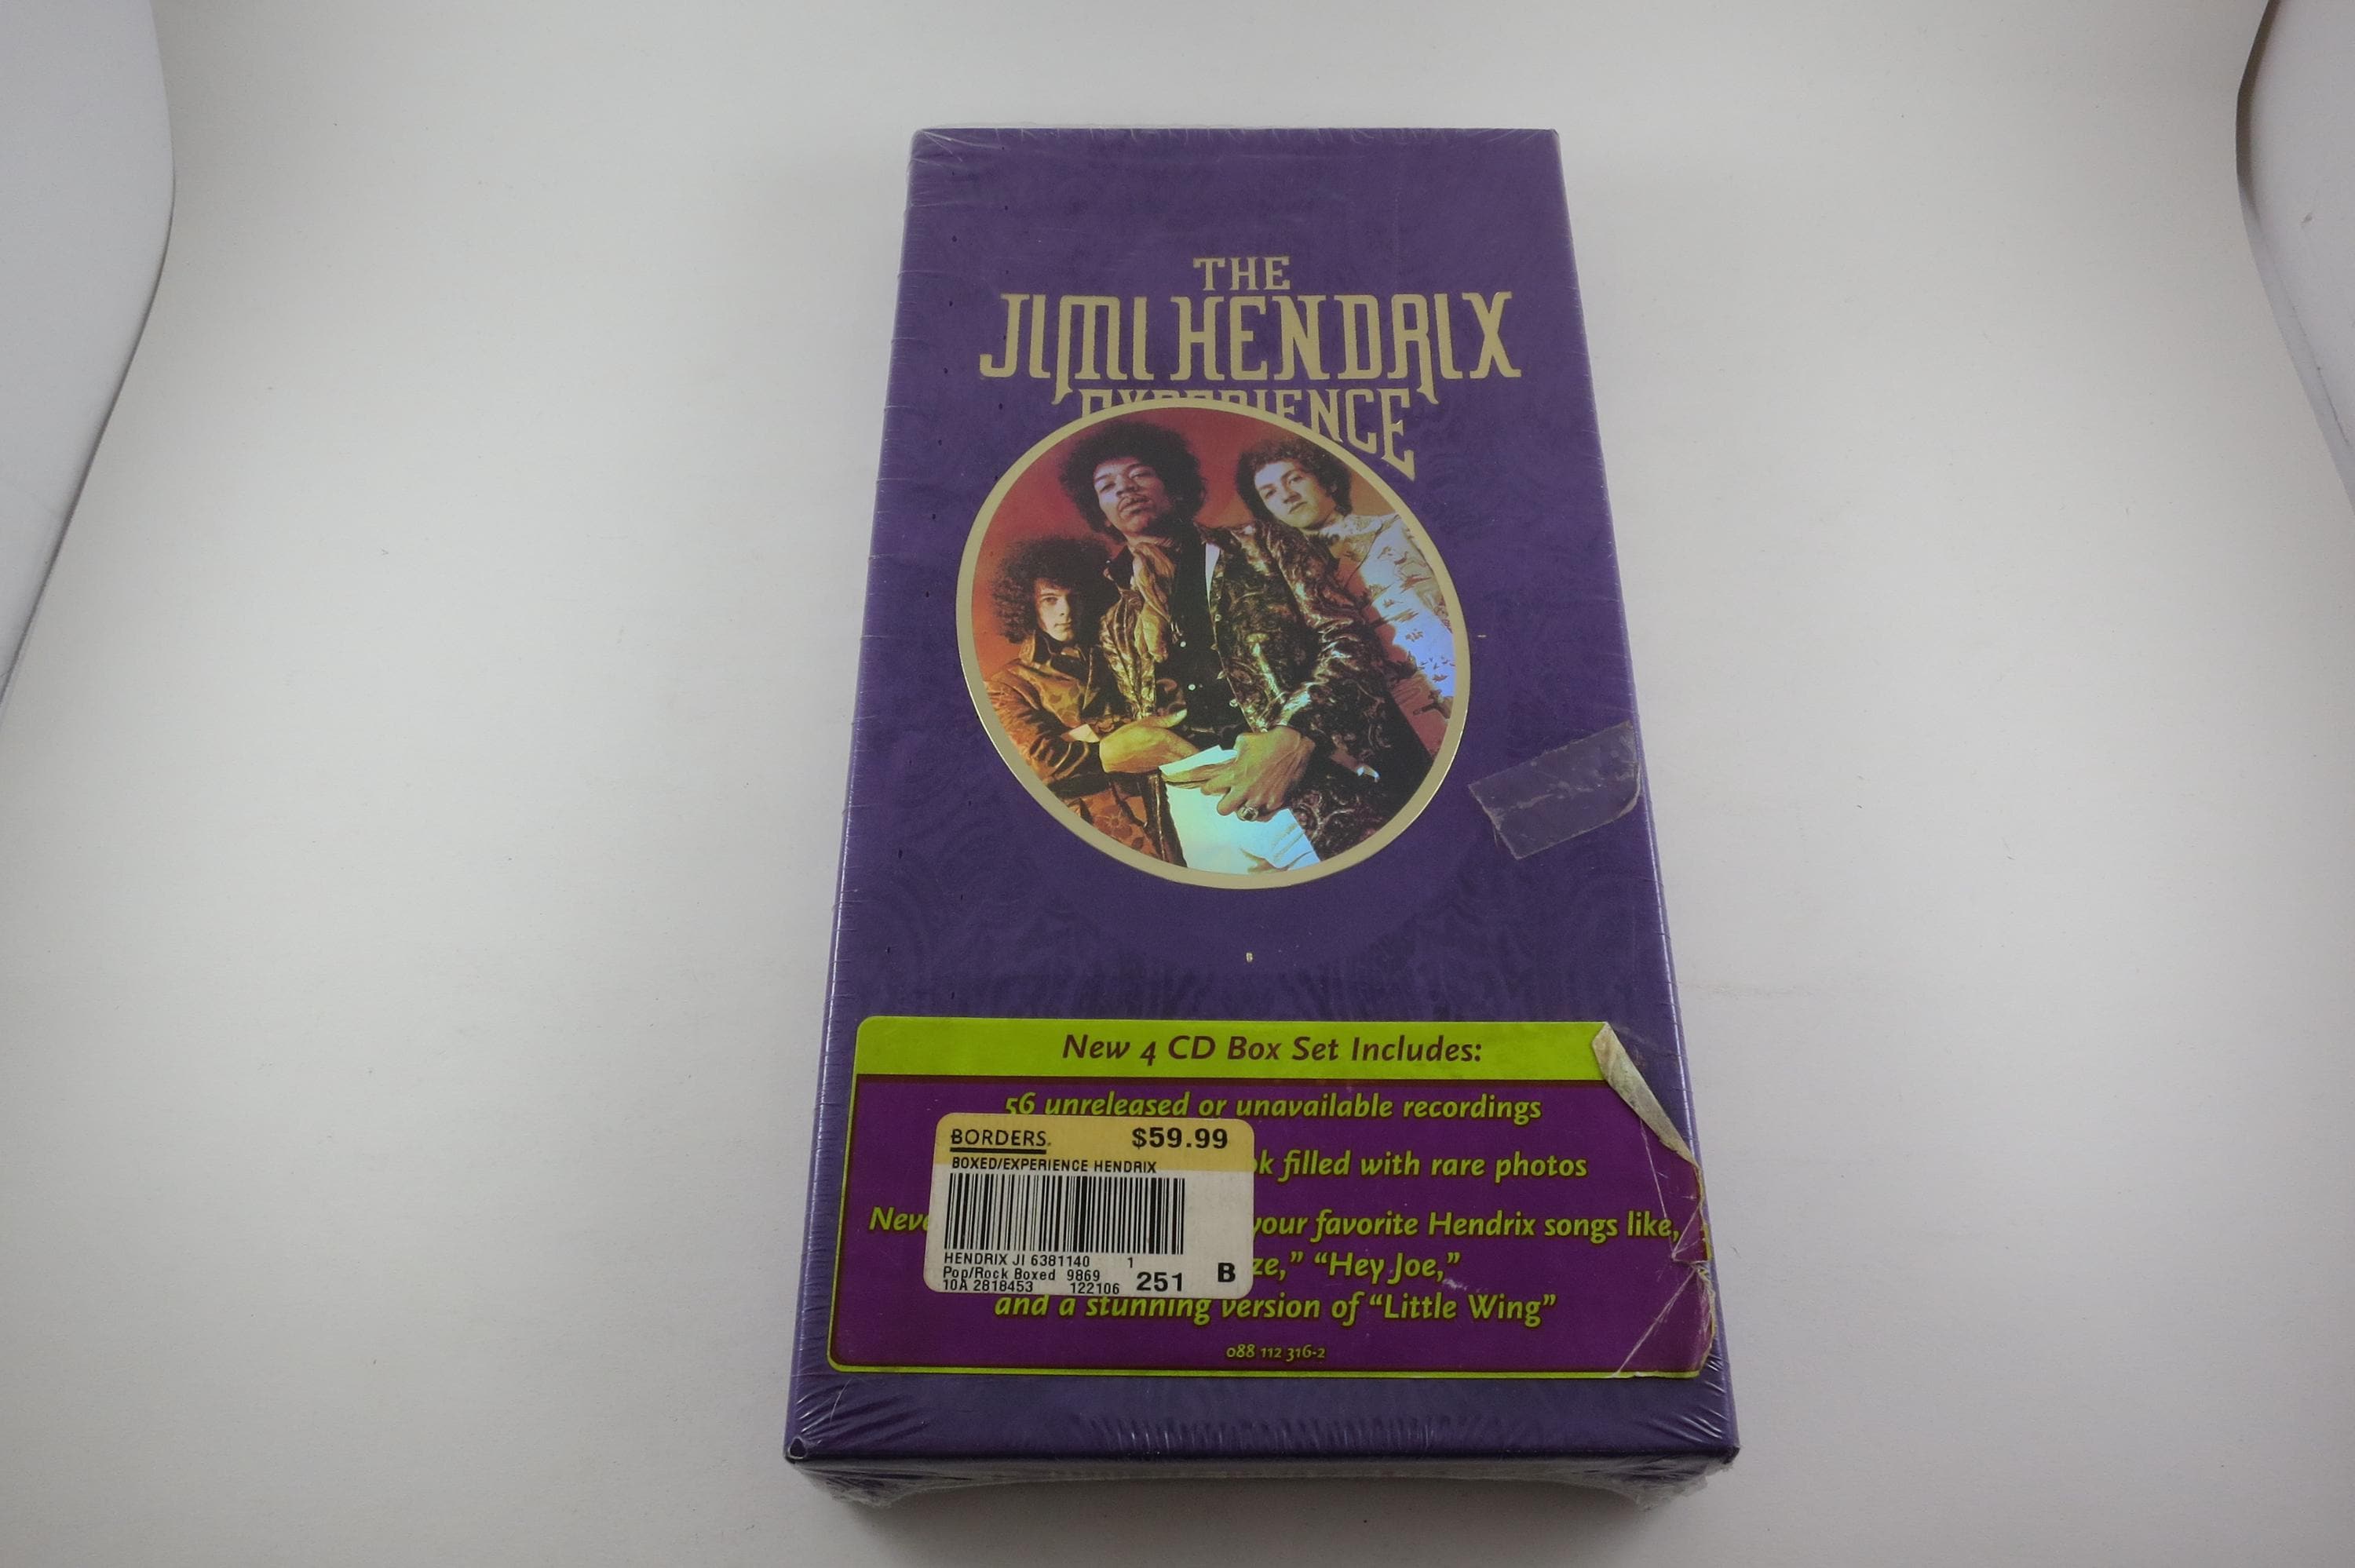 THE
JIMI HENDRIX
EXPERIENCE
B
New 4 CD Box Set Includes:
56 unreleased or unavailable recordings
filled with rare photos
your favorite Hendrix songs like,
"Hey Joe,"
and a stunning version of "Little Wing"
088 112 316-2
BORDERS. $59.99
BOXED/EXPERIENCE HENDRIX
HENDRIX JI 6381140 1
Pop/Rock Boxed 9869
10A 2818453 122106 251 B